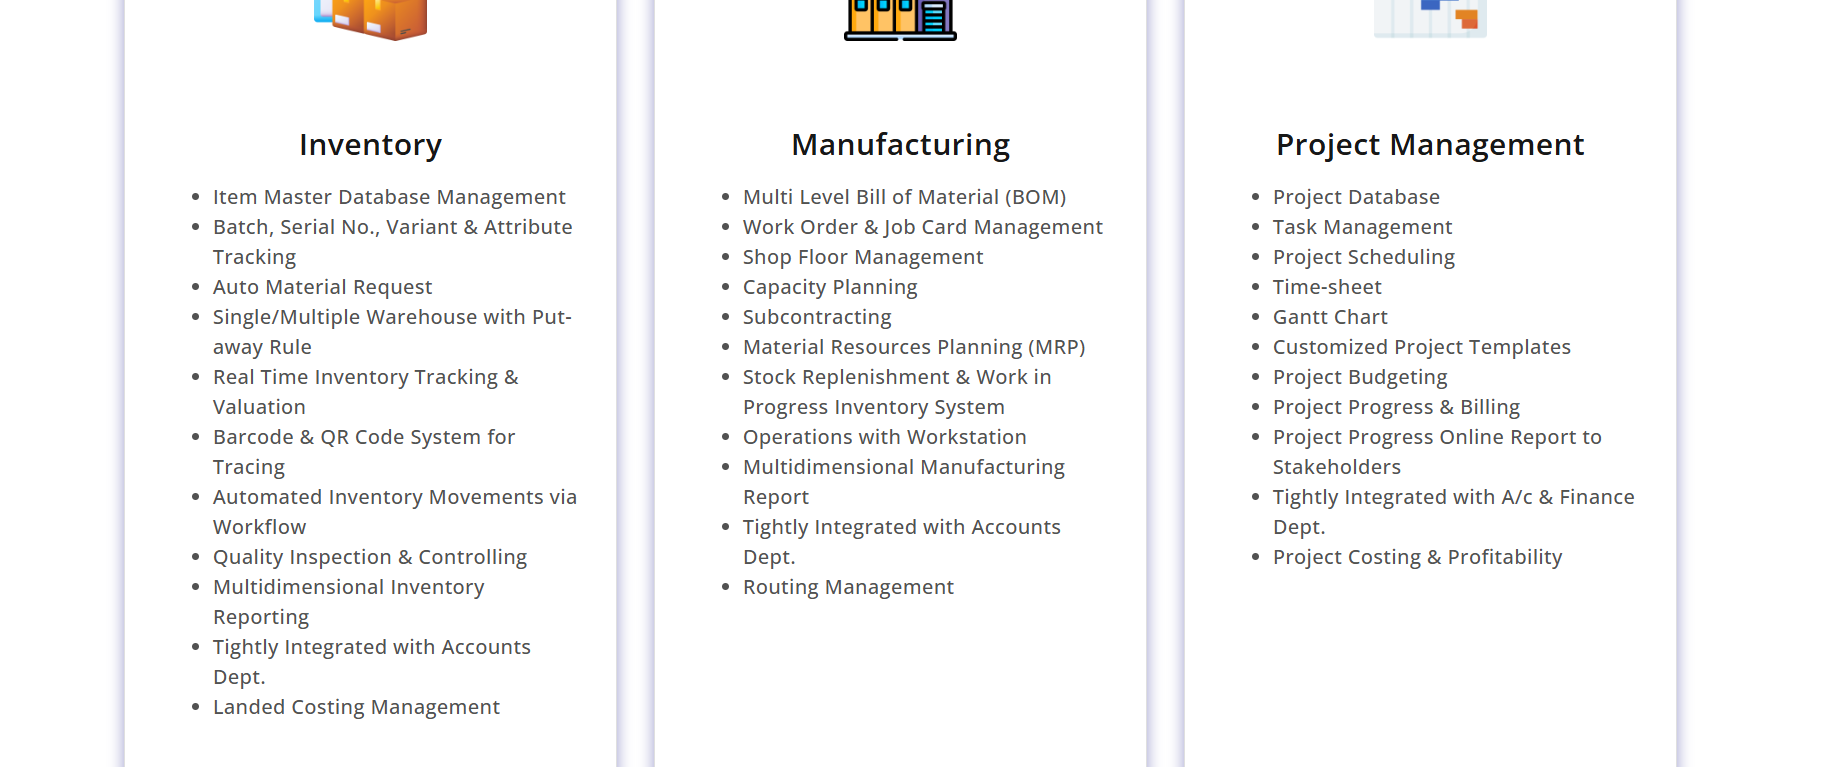 Inventory
Item Master Database Management
Batch, Serial No., Variant & Attribute
Tracking
Auto Material Request
Single/Multiple Warehouse with Put-
away Rule
Real Time Inventory Tracking &
Valuation
Barcode & QR Code System for
Tracing
Automated Inventory Movements via
Workflow
Quality Inspection & Controlling
Multidimensional Inventory
Reporting
Tightly Integrated with Accounts
Dept.
Landed Costing Management
Manufacturing
Multi Level Bill of Material (BOM)
Work Order & Job Card Management
Shop Floor Management
Capacity Planning
Subcontracting
Material Resources Planning (MRP)
Stock Replenishment & Work in
Progress Inventory System
Operations with Workstation
Multidimensional Manufacturing
Report
Tightly Integrated with Accounts
Dept.
Routing Management
Project Management
Project Database
Task Management
Project Scheduling
Time-sheet
Gantt Chart
Customized Project Templates
Project Budgeting
Project Progress & Billing
Project Progress Online Report to
Stakeholders
Tightly Integrated with A/c & Finance
Dept.
Project Costing & Profitability